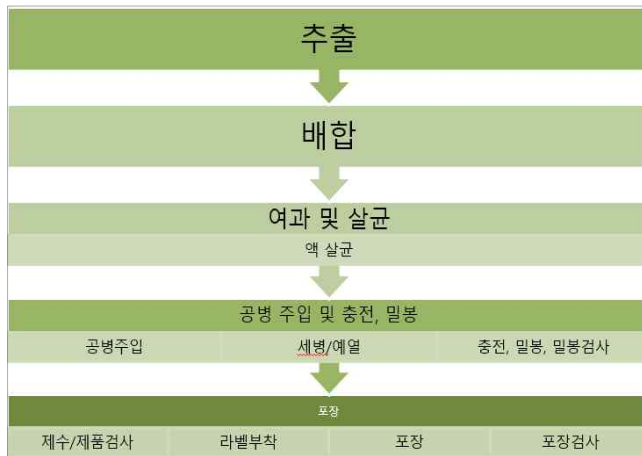 추출
배합
여과 및 살균
액 살균
공병 주입 및 충전, 밀봉
공병주입 세병/예열 충전, 밀봉, 밀봉검사
포장
제수/제품검사 라벨부착 포장 포장검사